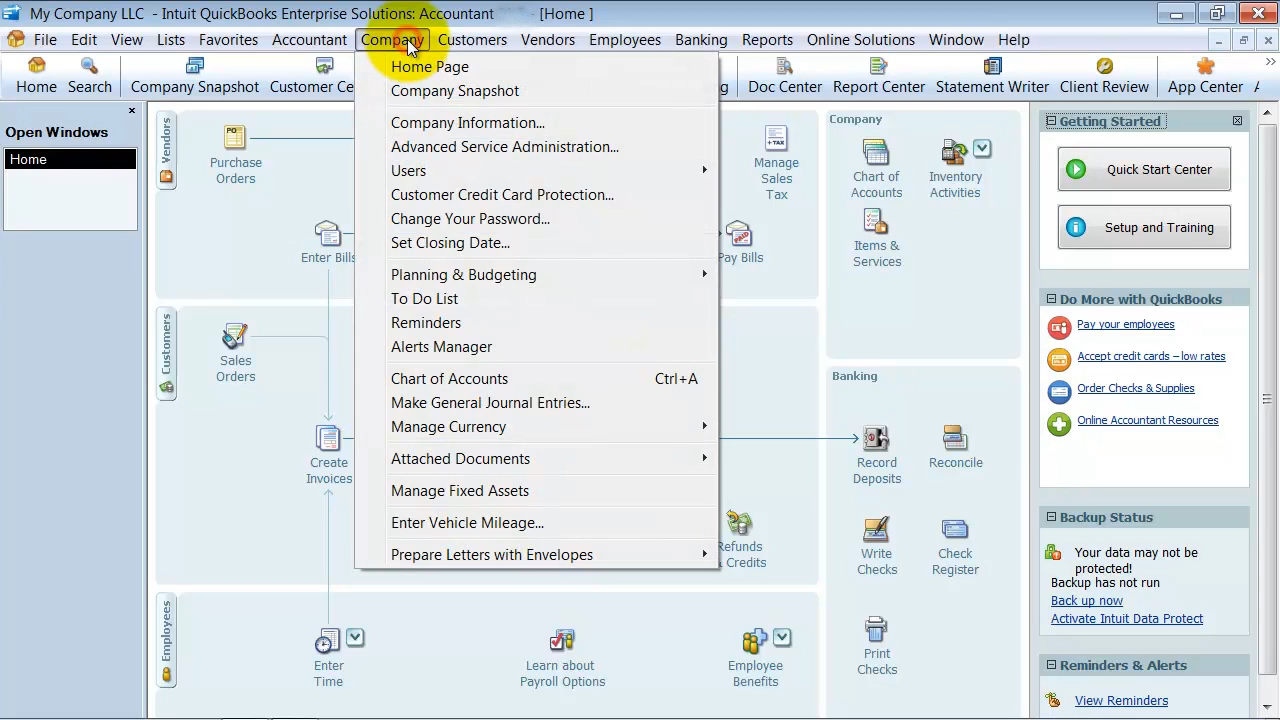 My Company LLC - Intuit QuickBooks Enterprise Solutions: Accountant - [Home ]
File Edit View Lists Favorites Accountant Company Customers Vendors Employees Banking Reports Online Solutions Window Help
Home Search Company Snapshot Customer Ce g Doc Center Report Center Statement Writer Client Review App Center
Open Windows
Home
Home Page
Company Snapshot
Company Information...
Advanced Service Administration...
Users
Customer Credit Card Protection...
Change Your Password...
Set Closing Date...
Planning & Budgeting
To Do List
Reminders
Alerts Manager
Chart of Accounts Ctrl+A
Make General Journal Entries...
Manage Currency
Attached Documents
Manage Fixed Assets
Enter Vehicle Mileage...
Prepare Letters with Envelopes
Vendors
PO
Purchase
Orders
Enter Bills
+ TAX
Manage
Sales
Tax
Pay Bills
Customers
Sales
Orders
Create
Invoices
Refunds
& Credits
Employees
Enter
Time
Learn about
Payroll Options
Employee
Benefits
Company
Chart of
Accounts
Inventory
Activities
Items &
Services
Banking
Record
Deposits
Reconcile
Write
Checks
Check
Register
Print
Checks
Getting Started
Quick Start Center
Setup and Training
Do More with QuickBooks
Pay your employees
Accept credit cards – low rates
Order Checks & Supplies
Online Accountant Resources
Backup Status
Your data may not be
protected!
Backup has not run
Back up now
Activate Intuit Data Protect
Reminders & Alerts
View Reminders